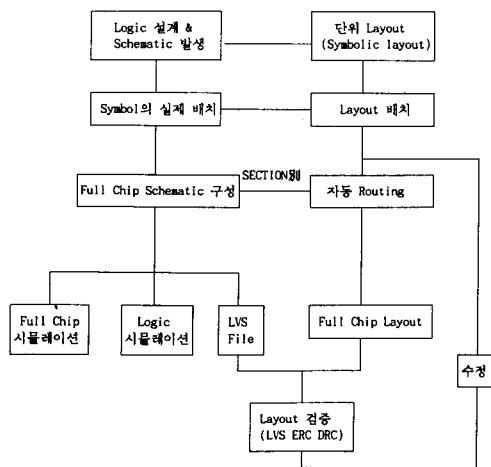 Logic 설계 &
Schematic 발생
단위 Layout
(Symbolic layout)
Symbol의 실제 배치
Layout 배치
Full Chip Schematic 구성
SECTION別
자동 Routing
Full Chip
시뮬레이션
Logic
시뮬레이션
LVS
File
Full Chip Layout
수정
Layout 검증
(LVS ERC DRC)